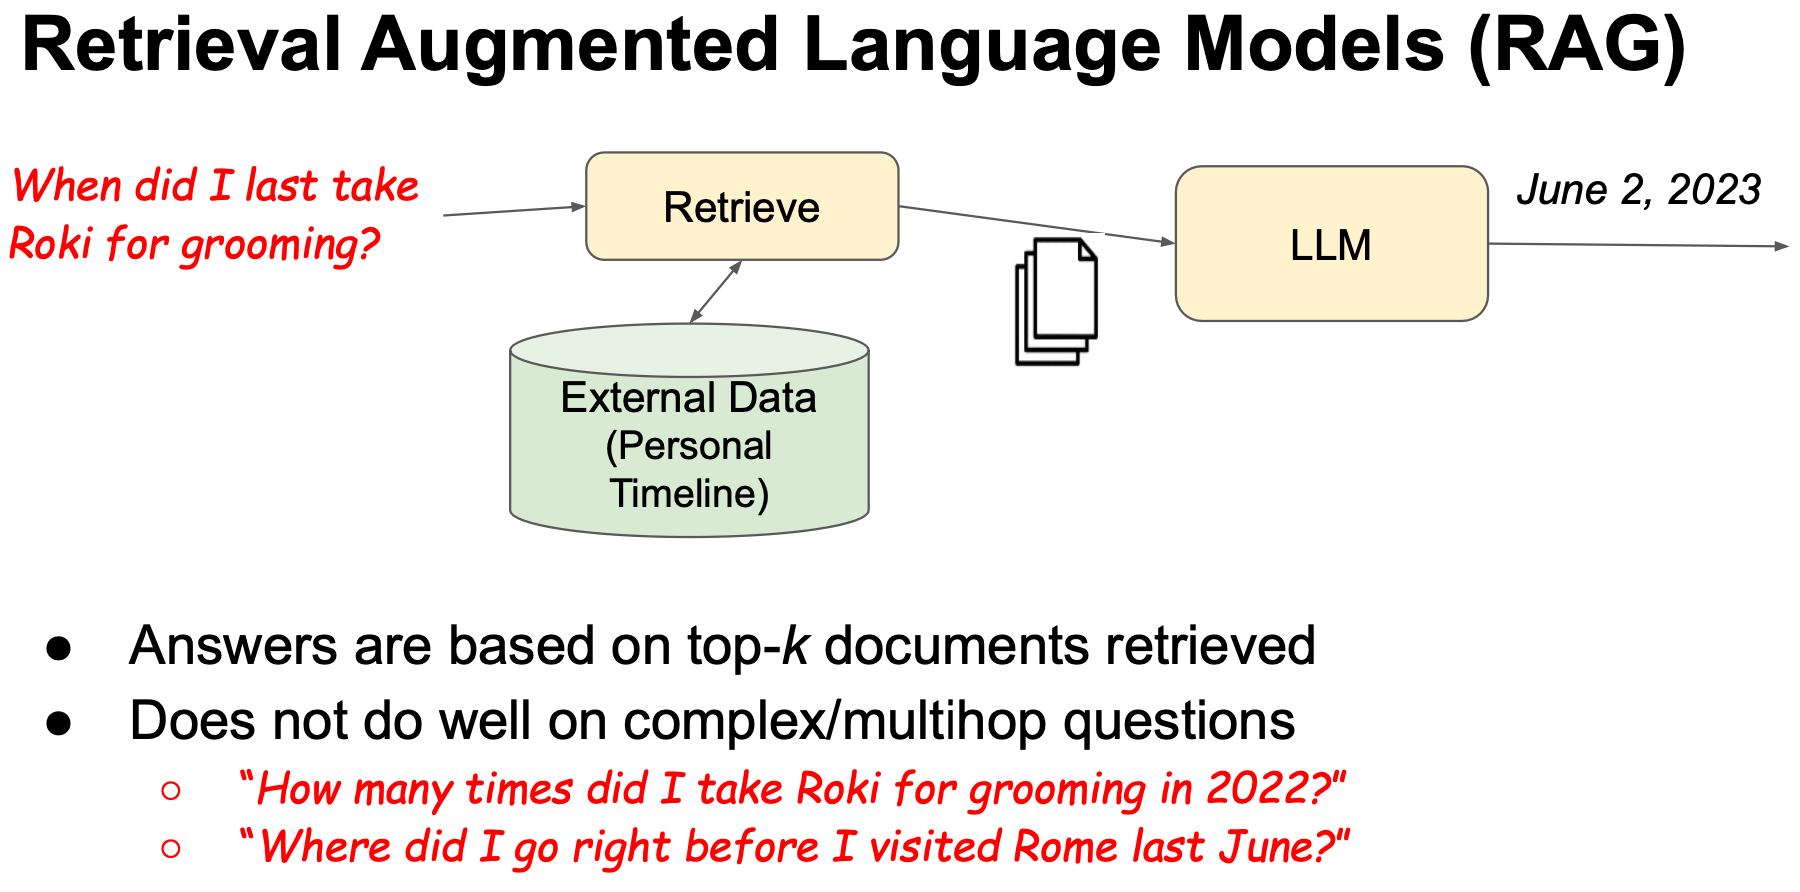 Retrieval Augmented Language Models (RAG)
When did I last take
Roki for grooming?
Retrieve
LLM
June 2, 2023
External Data
(Personal
Timeline)
● Answers are based on top-k documents retrieved
● Does not do well on complex/multihop questions
○ “How many times did I take Roki for grooming in 2022?”
○ “Where did I go right before I visited Rome last June?”